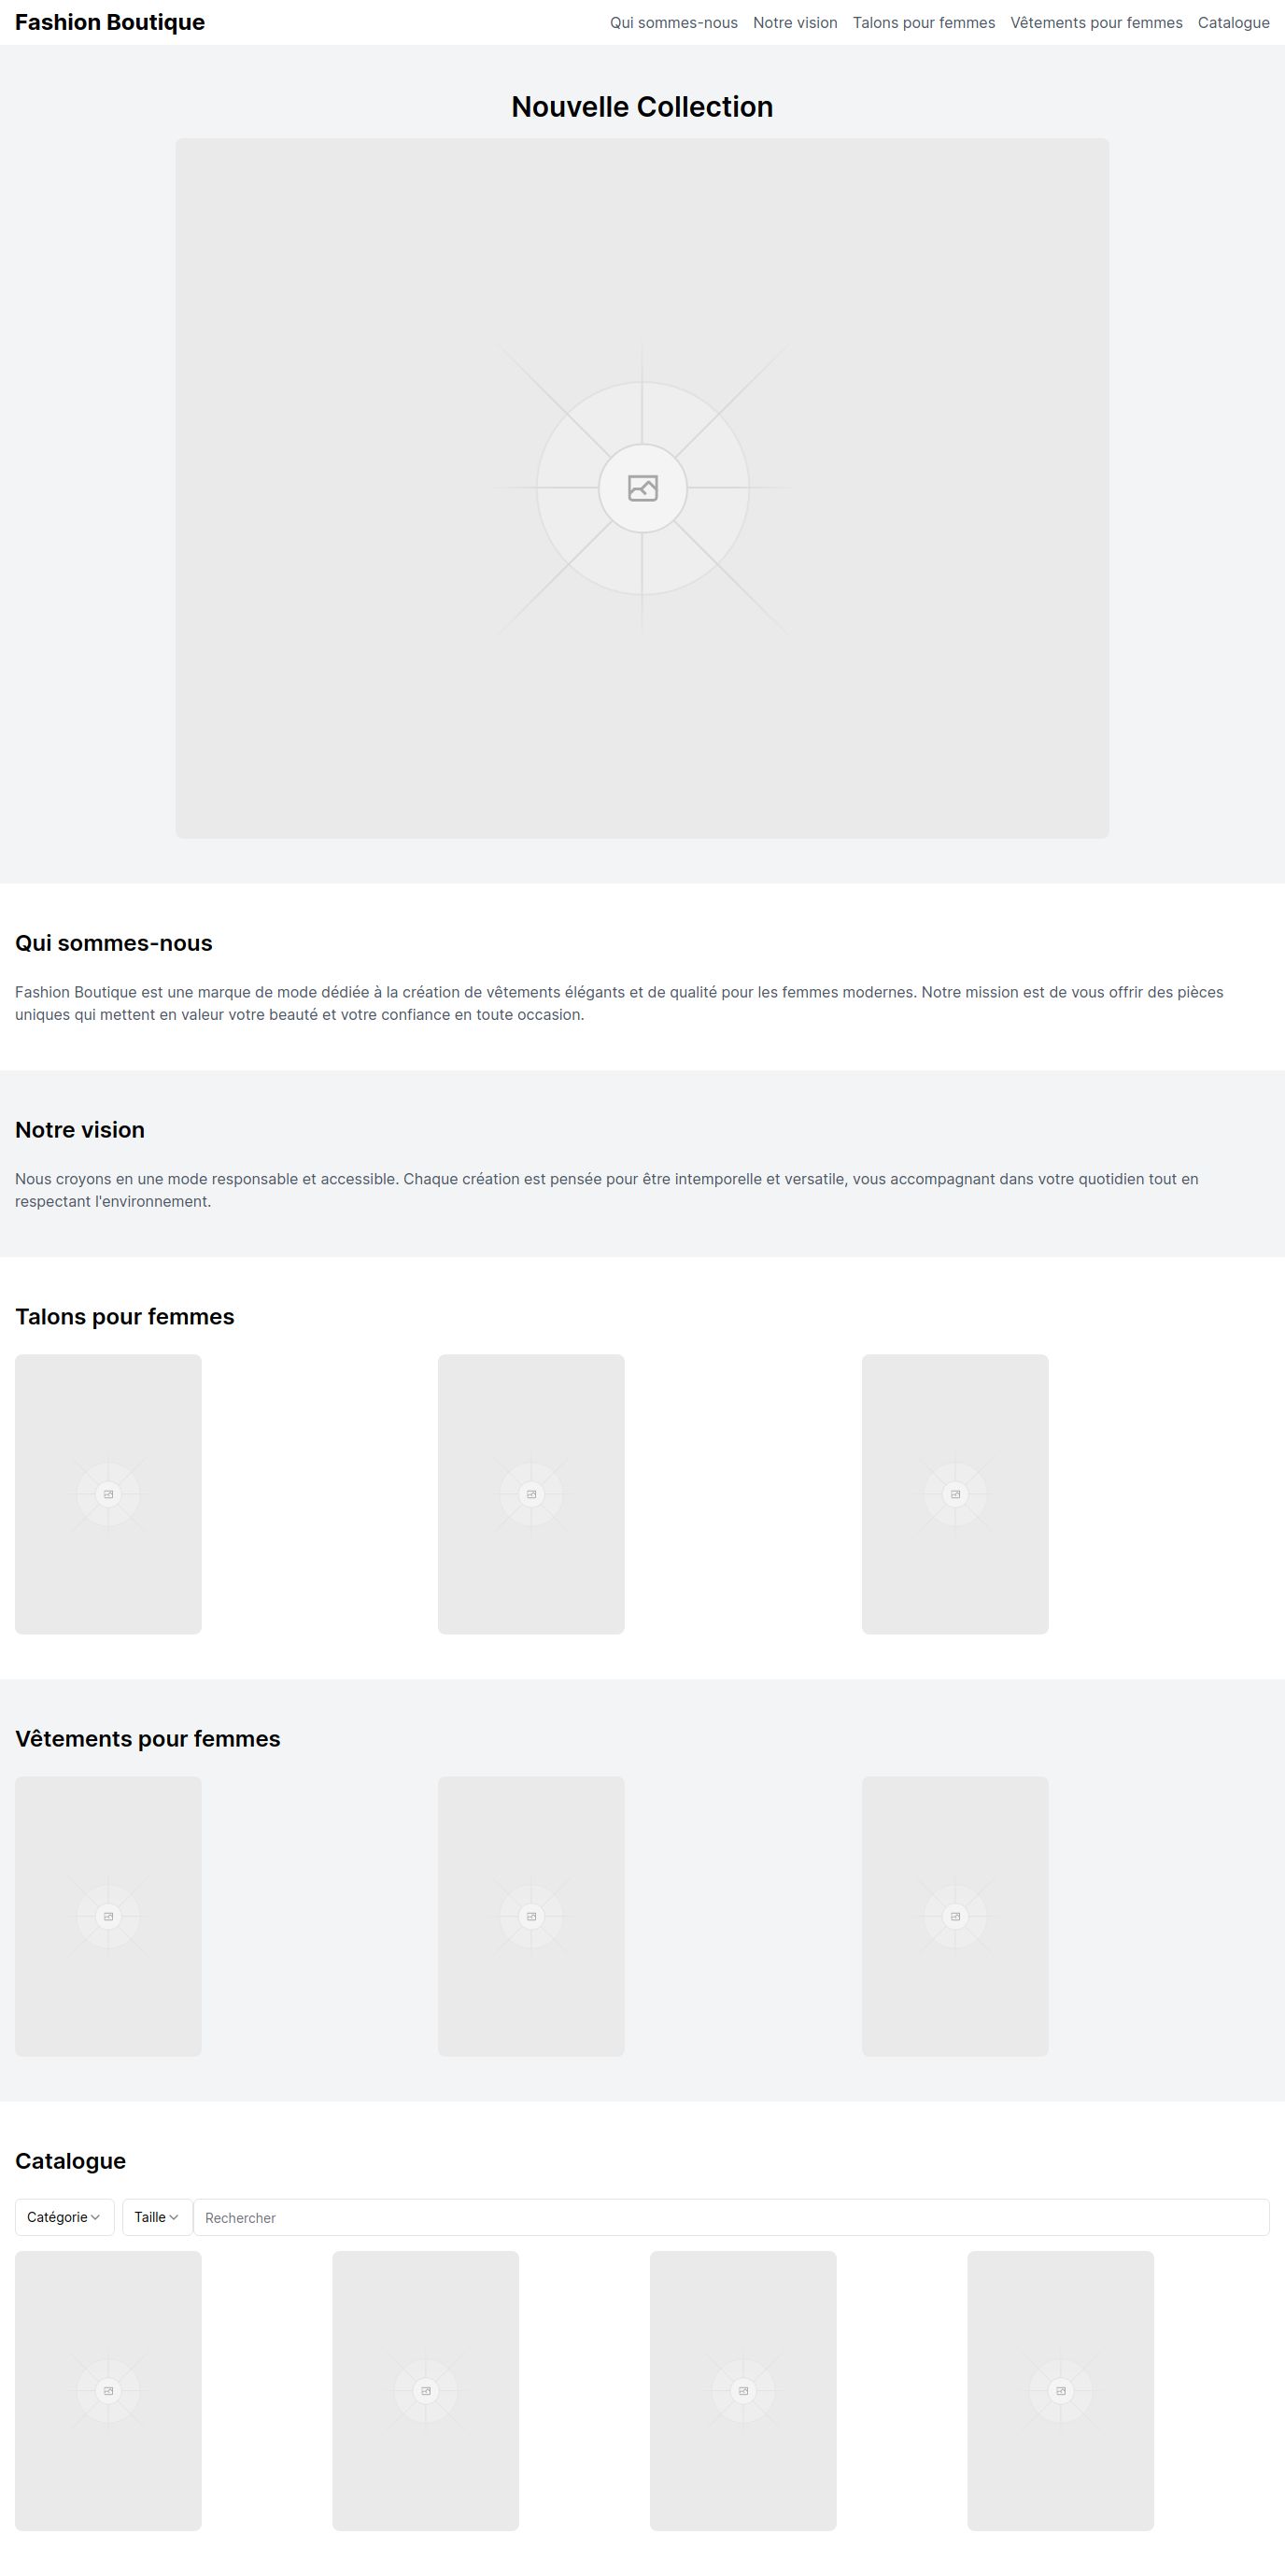 Fashion Boutique
Qui sommes-nous Notre vision Talons pour femmes Vêtements pour femmes Catalogue
Nouvelle Collection
Qui sommes-nous
Fashion Boutique est une marque de mode dédiée à la création de vêtements élégants et de qualité pour les femmes modernes. Notre mission est de vous offrir des pièces
uniques qui mettent en valeur votre beauté et votre confiance en toute occasion.
Notre vision
Nous croyons en une mode responsable et accessible. Chaque création est pensée pour être intemporelle et versatile, vous accompagnant dans votre quotidien tout en
respectant l'environnement.
Talons pour femmes
Vêtements pour femmes
Catalogue
Catégorie Taille Rechercher